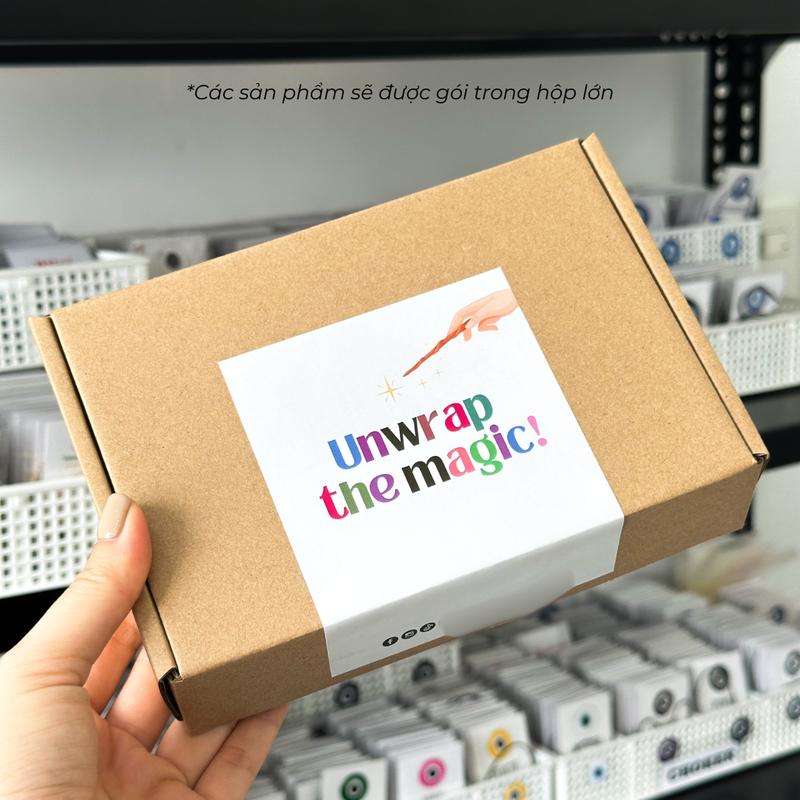 *Các sản phẩm sẽ được gói trong hộp lớn
Unwrap
the magic!